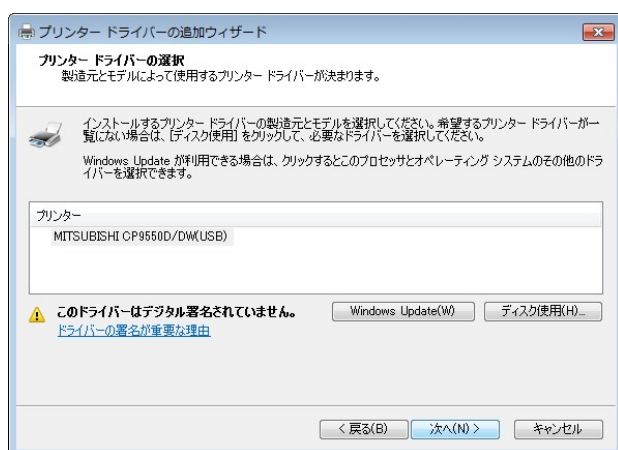 プリンター ドライバーの追加ウィザード
プリンター ドライバーの選択
製造元とモデルによって使用するプリンター ドライバーが決まります。
インストールするプリンター ドライバーの製造元とモデルを選択してください。希望するプリンター ドライバーが一
覧にない場合は、[ディスク使用] をクリックして、必要なドライバーを選択してください。
Windows Update が利用できる場合は、クリックするとこのプロセッサとオペレーティング システムのその他のドラ
イバーを選択できます。
プリンター
MITSUBISHI CP9550D/DW(USB)
このドライバーはデジタル署名されていません。
Windows Update(W)
ディスク使用(H)...
ドライバーの署名が重要な理由
< 戻る(B)
次へ(N) >
キャンセル